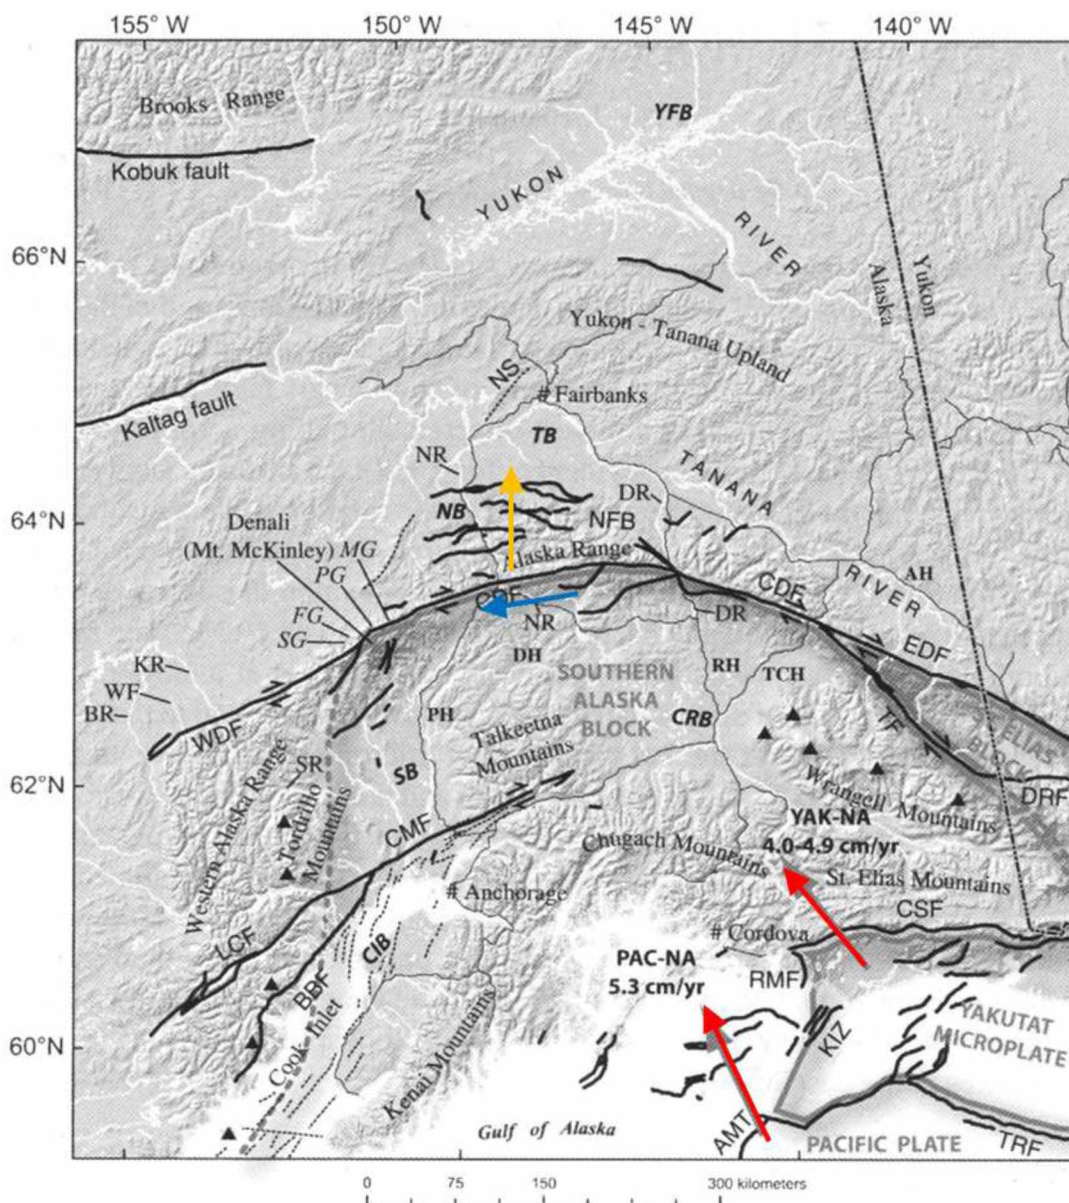 155° W
150° W
145° W
140° W
Brooks Range
YFB
Kobuk fault
YUKON
RIVER
66°N
Yukon
Alaska
Yukon - Tanana Upland
NS
# Fairbanks
Kaltag fault
TB
NR
TANANA
DR
NB
64°N
NFB
Denali
(Mt. McKinley) MG
Alaska Range
PG
CDF
CDF
RIVER
AH
FG
SG
NR
DR
EDF
KR
DH
RH
TCH
SOUTHERN
ALASKA
BLOCK
WF
BR
WDF
PH
CRB
TF
ELIAS
BLOCK
Talkeetna
Mountains
SR
SB
62°N
Western Alaska Range
Tordrillo
Mountains
Wrangell Mountains
DRF
CMF
YAK-NA
4.0-4.9 cm/yr
Chugach Mountains
St. Elias Mountains
# Anchorage
CSF
LCF
CIB
# Cordova
PAC-NA
5.3 cm/yr
RMF
BBF
YAKUTAT
MICROPLATE
60°N
Cook Inlet
Kenai Mountains
KIZ
Gulf of Alaska
AMT
PACIFIC PLATE
TRF
0 75 150 300 kilometers